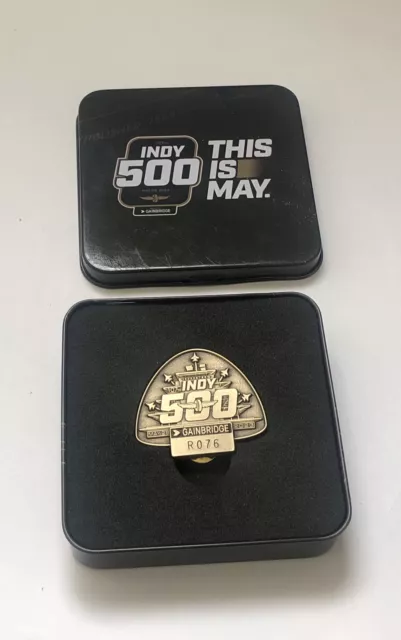 INDY
500
GAINBRIDGE
THIS
IS
MAY.
INDY
500
GAINBRIDGE
R076